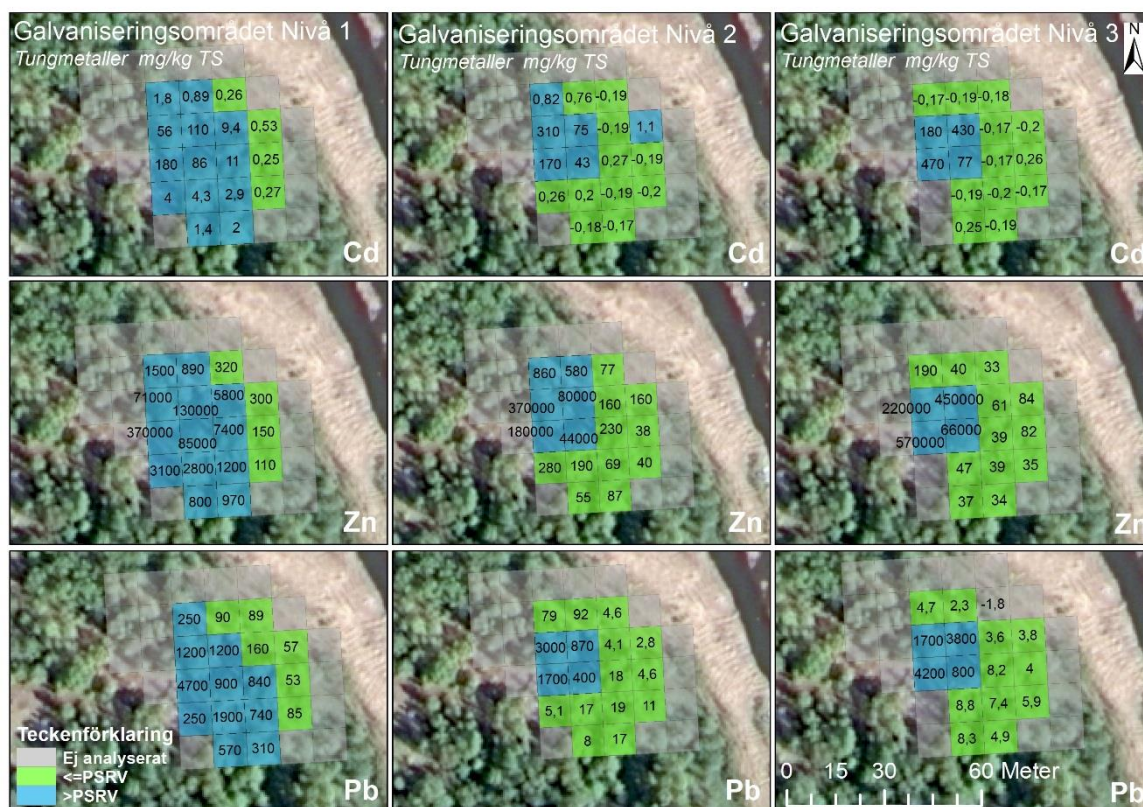 Galvaniseringsområdet Nivå 1
Tungmetaller mg/kg TS
1,8 0,89 0,26
56 110 9,4 0,53
180 86 11 0,25
4 4,3 2,9 0,27
1,4 2
Cd
Galvaniseringsområdet Nivå 2
Tungmetaller mg/kg TS
0,82 0,76 -0,19
310 75 -0,19 1,1
170 43 0,27 -0,19
0,26 0,2 -0,19 -0,2
-0,18 -0,17
Cd
Galvaniseringsområdet Nivå 3
Tungmetaller mg/kg TS
N
-0,17 -0,19 -0,18
180 430 -0,17 -0,2
470 77 -0,17 0,26
-0,19 -0,2 -0,17
0,25 -0,19
Cd
1500 890 320
71000 130000 5800 300
370000 85000 7400 150
3100 2800 1200 110
800 970
Zn
860 580 77
370000 80000 160 160
180000 44000 230 38
280 190 69 40
55 87
Zn
190 40 33
220000 450000 61 84
570000 66000 39 82
47 39 35
37 34
Zn
250 90 89
1200 1200 160 57
4700 900 840 53
250 1900 740 85
570 310
Pb
Teckenförklaring
Ej analyserat
<=PSRV
>PSRV
79 92 4,6
3000 870 4,1 2,8
1700 400 18 4,6
5,1 17 19 11
8 17
Pb
4,7 2,3 -1,8
1700 3800 3,6 3,8
4200 800 8,2 4
8,8 7,4 5,9
8,3 4,9
0 15 30 60 Meter
Pb